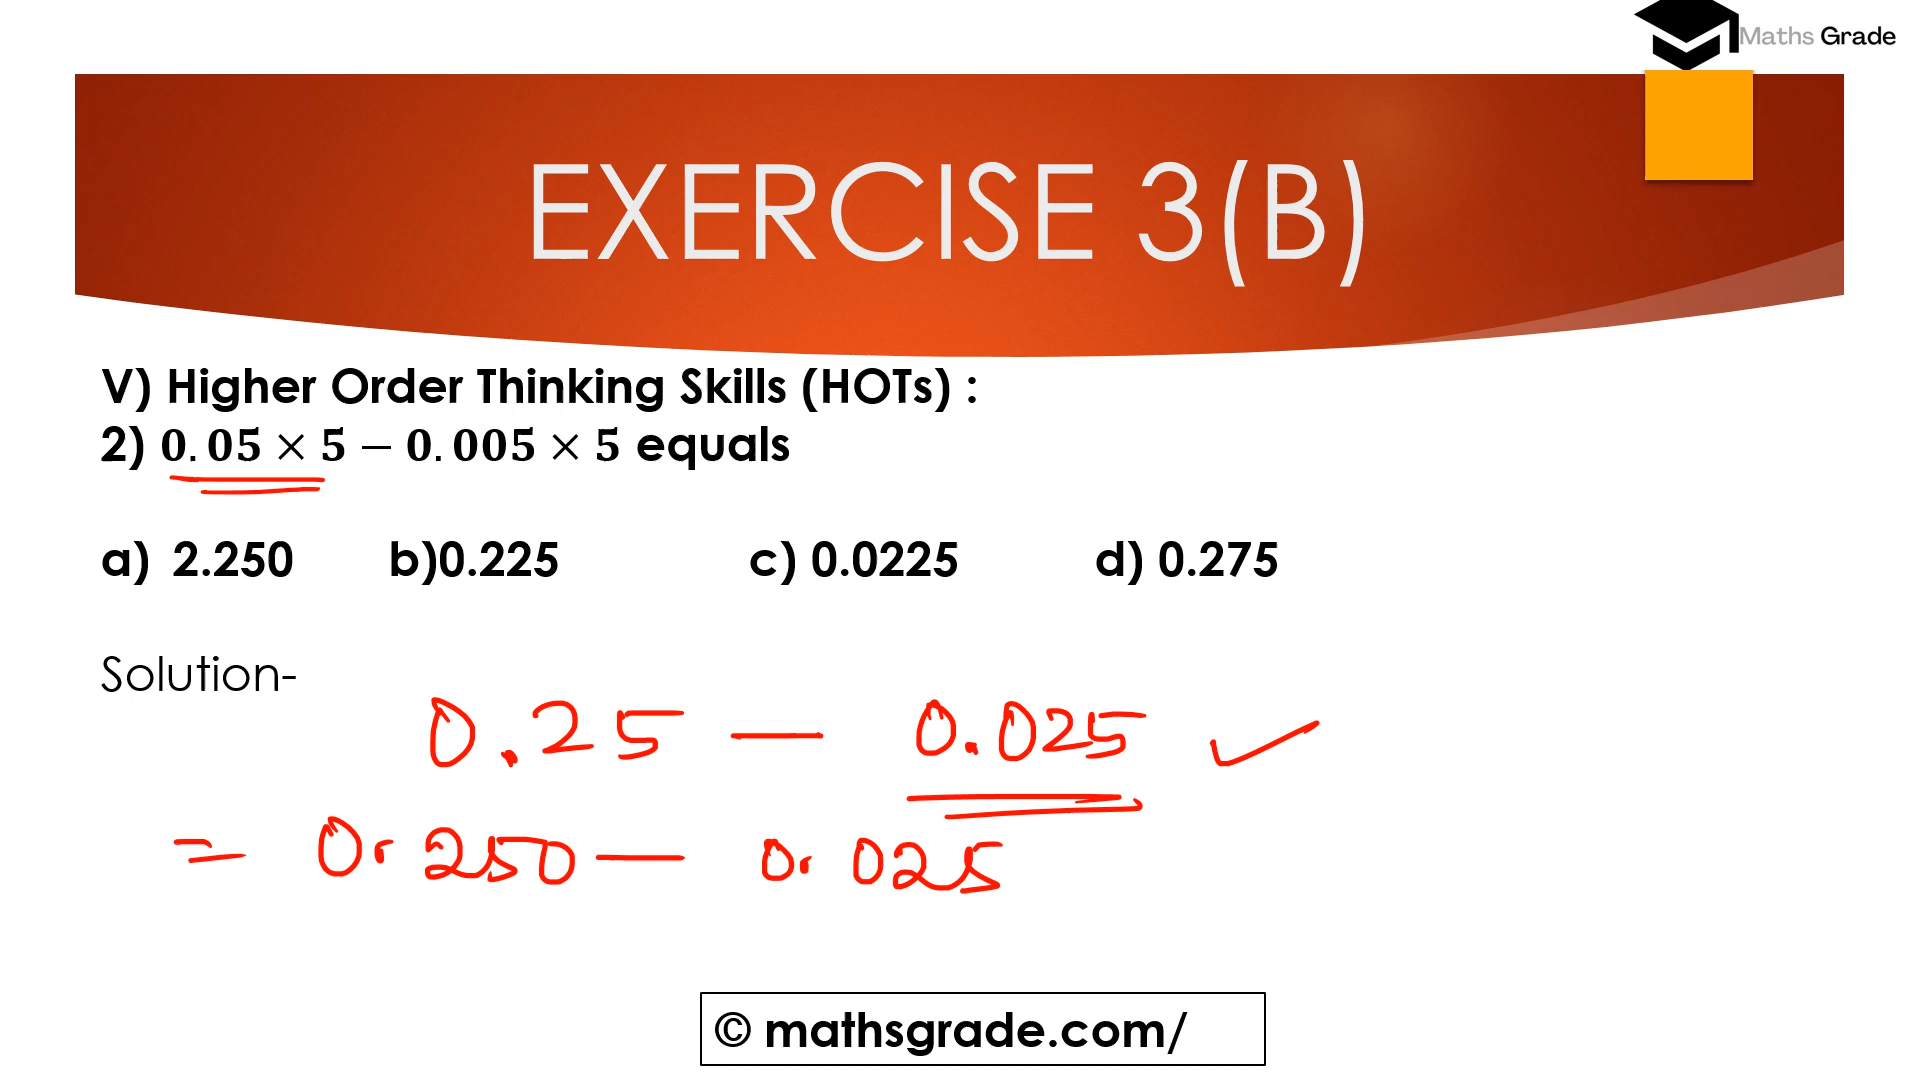 Maths Grade
EXERCISE 3(B)
V) Higher Order Thinking Skills (HOTs) :
2) 0.05 × 5 − 0.005 × 5 equals
a) 2.250 b)0.225 c) 0.0225 d) 0.275
Solution-
0.25 — 0.025 ✓
= 0.250 — 0.025
© mathsgrade.com/